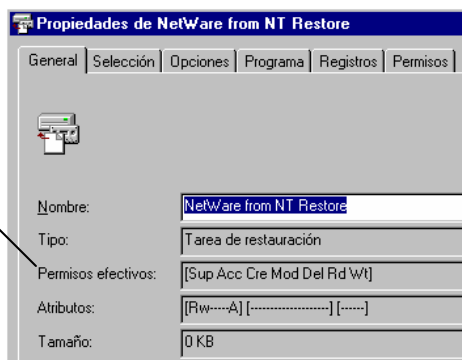 Propiedades de NetWare from NT Restore
General Selección Opciones Programa Registros Permisos
Nombre: NetWare from NT Restore
Tipo: Tarea de restauración
Permisos efectivos: [Sup Acc Cre Mod Del Rd Wt]
Atributos: [Rw----A] [-------------------] [------]
Tamaño: 0 KB